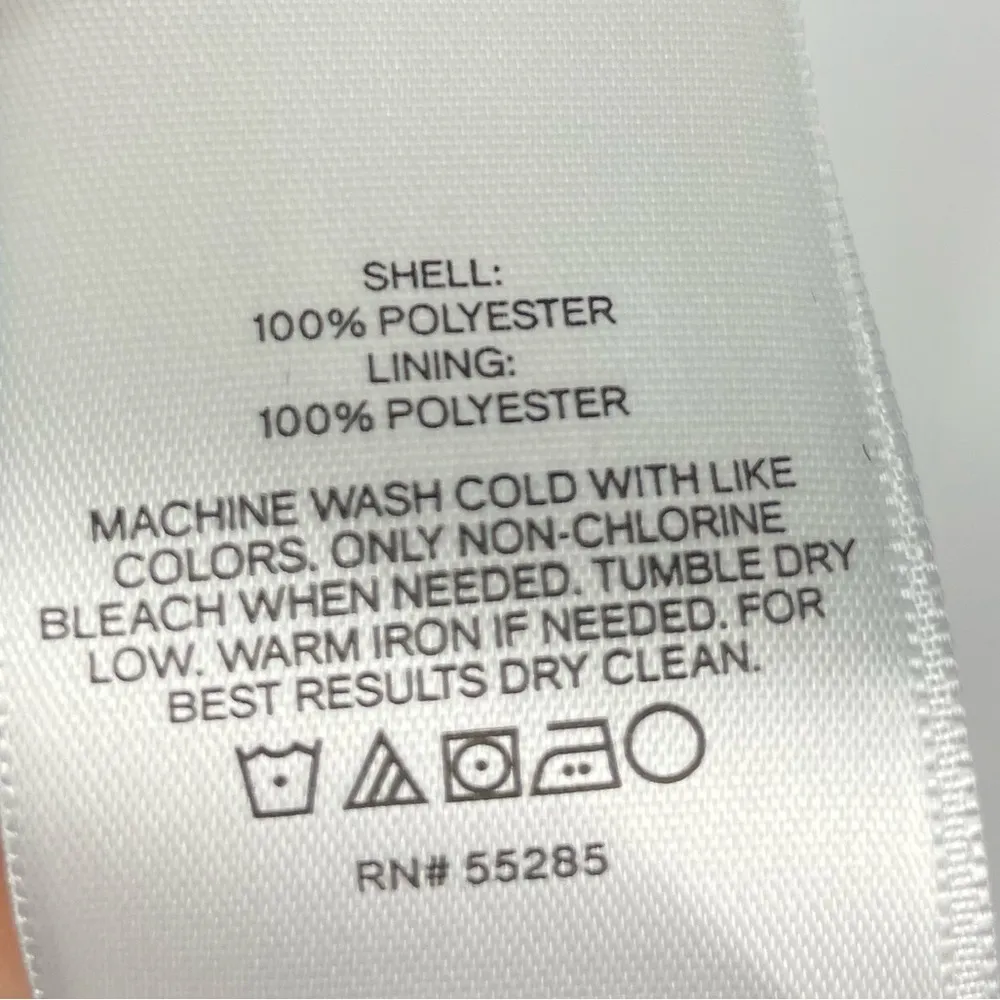 SHELL:
100% POLYESTER
LINING:
100% POLYESTER
MACHINE WASH COLD WITH LIKE
COLORS. ONLY NON-CHLORINE
BLEACH WHEN NEEDED. TUMBLE DRY
LOW. WARM IRON IF NEEDED. FOR
BEST RESULTS DRY CLEAN.
RN# 55285